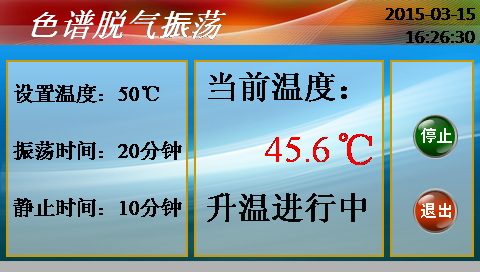 色谱脱气振荡
2015-03-15
16:26:30
设置温度：50℃
振荡时间：20分钟
静止时间：10分钟
当前温度：
45.6℃
升温进行中
停止
退出